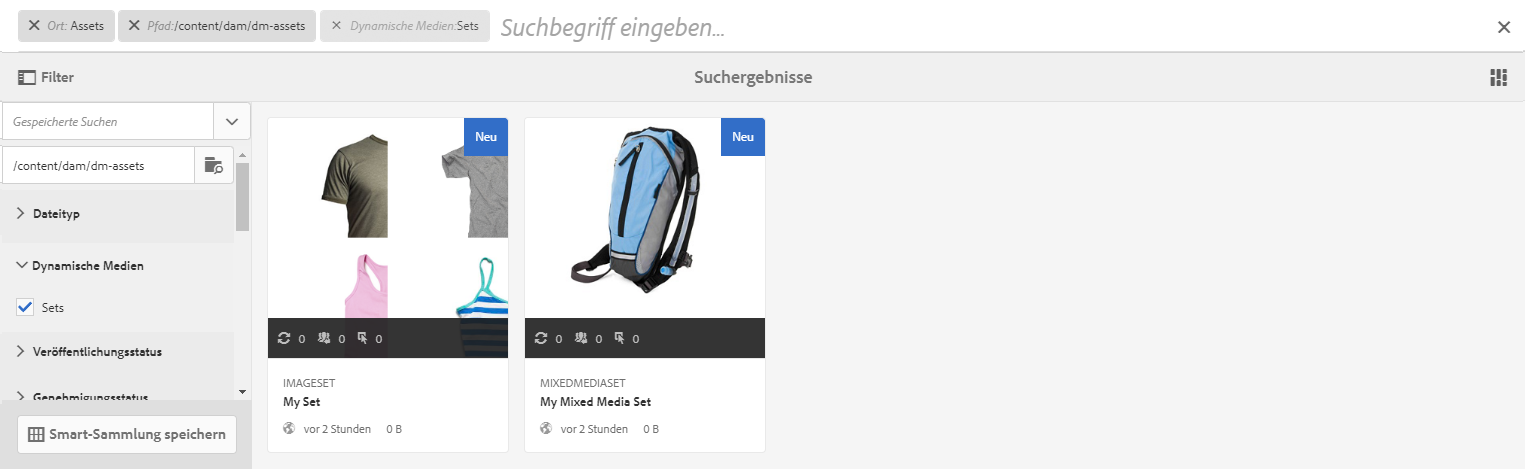 Ort: Assets Pfad:/content/dam/dm-assets Dynamische Medien:Sets Suchbegriff eingeben...
Filter Suchergebnisse
Gespeicherte Suchen
/content/dam/dm-assets
Dateityp
Dynamische Medien
Sets
Veröffentlichungsstatus
Genehmigungsstatus
Smart-Sammlung speichern
Neu
0 0 0
IMAGESET
My Set
vor 2 Stunden 0 B
Neu
0 0 0
MIXEDMEDIASET
My Mixed Media Set
vor 2 Stunden 0 B